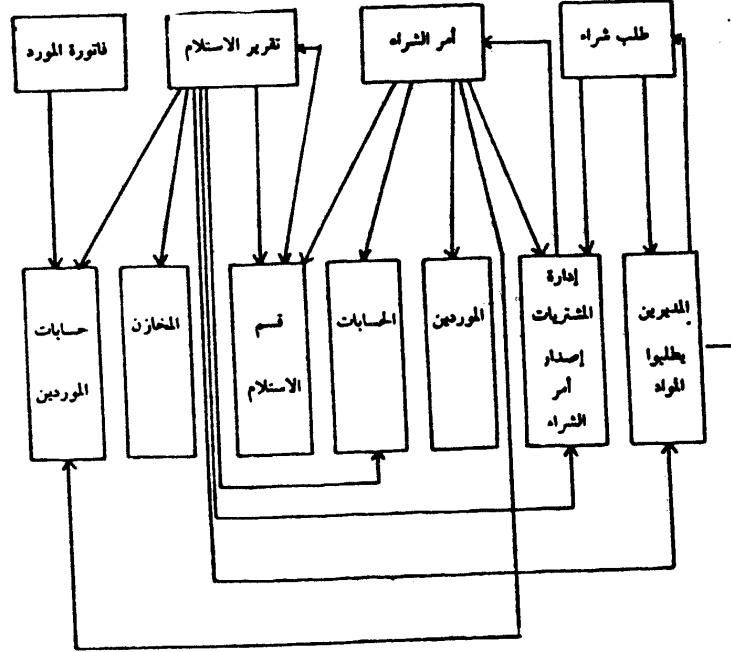 طلب شراء
أمر الشراء
تقرير الاستلام
فاتورة المورد
المديرين
يطلبوا
المواد
إدارة
المشتريات
إصدار
أمر
الشراء
الموردين
الحسابات
قسم
الاستلام
المخازن
حسابات
الموردين